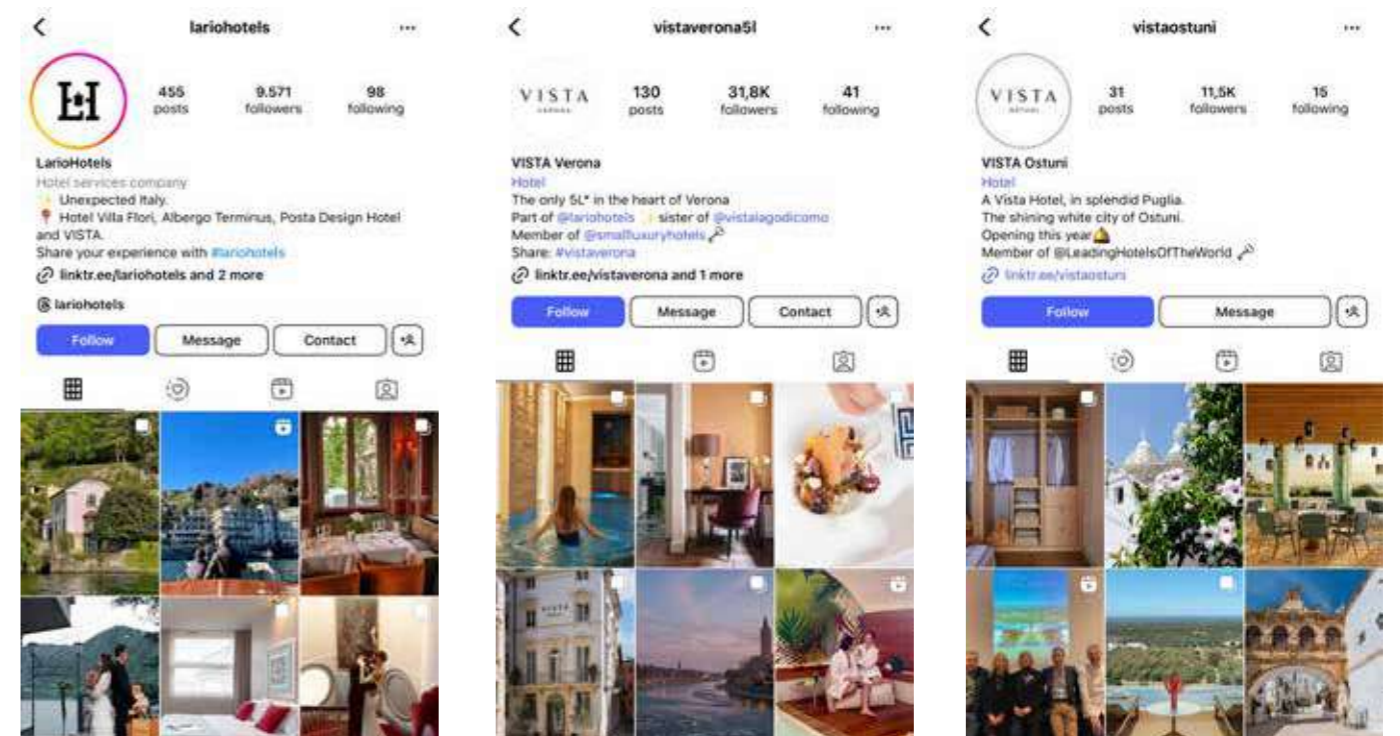 lariohotels
455
posts
9.571
followers
98
following
LarioHotels
Hotel services company
Unexpected Italy.
Hotel Villa Flori, Albergo Terminus, Posta Design Hotel
and VISTA.
Share your experience with #lariohotels
linktr.ee/lariohotels and 2 more
lariohotels
Follow
Message
Contact
vistaverona5l
VISTA
VERONA
130
posts
31,8K
followers
41
following
VISTA Verona
Hotel
The only 5L* in the heart of Verona
Part of @lariohotels sister of @vistalagodicomo
Member of @smallluxuryhotels
Share: #vistaverona
linktr.ee/vistaverona and 1 more
Follow
Message
Contact
VISTA
vistaostuni
VISTA
OSTUNI
31
posts
11,5K
followers
15
following
VISTA Ostuni
Hotel
A Vista Hotel, in splendid Puglia.
The shining white city of Ostuni.
Opening this year
Member of @LeadingHotelsOfTheWorld
linktr.ee/vistaostuni
Follow
Message